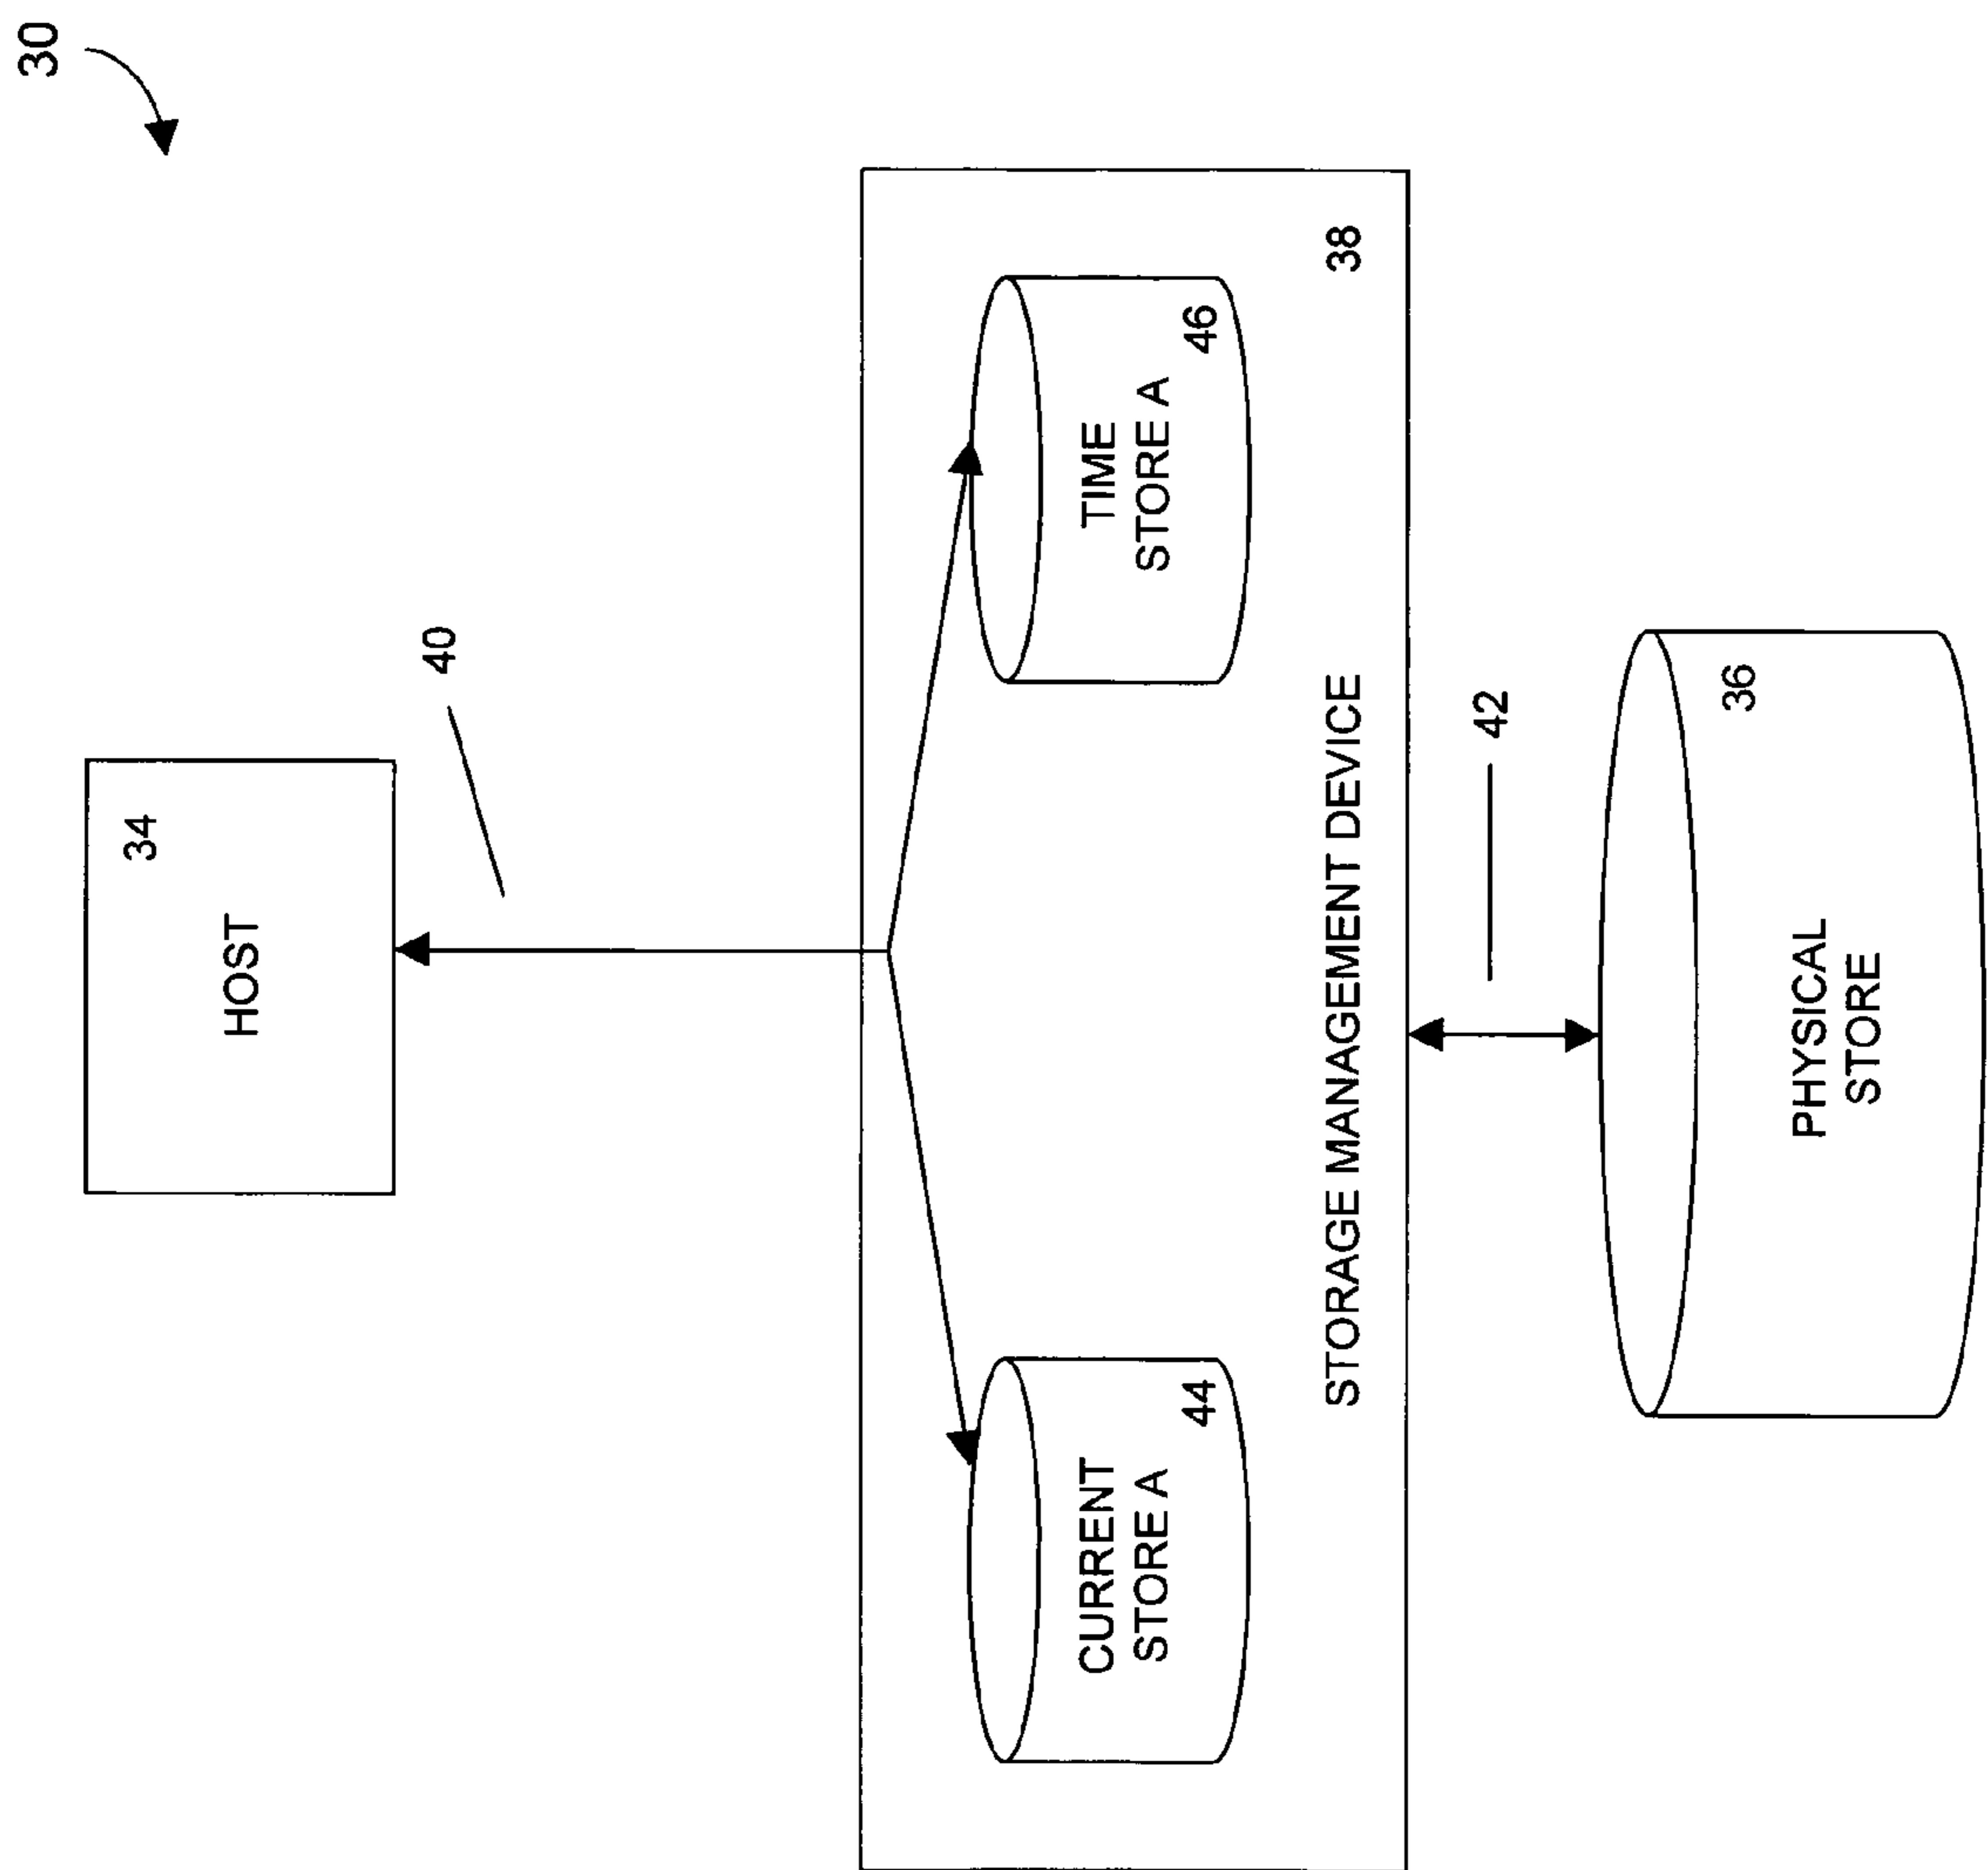 30
34
HOST
40
CURRENT
STORE A
44
TIME
STORE A
46
STORAGE MANAGEMENT DEVICE
38
42
36
PHYSICAL
STORE